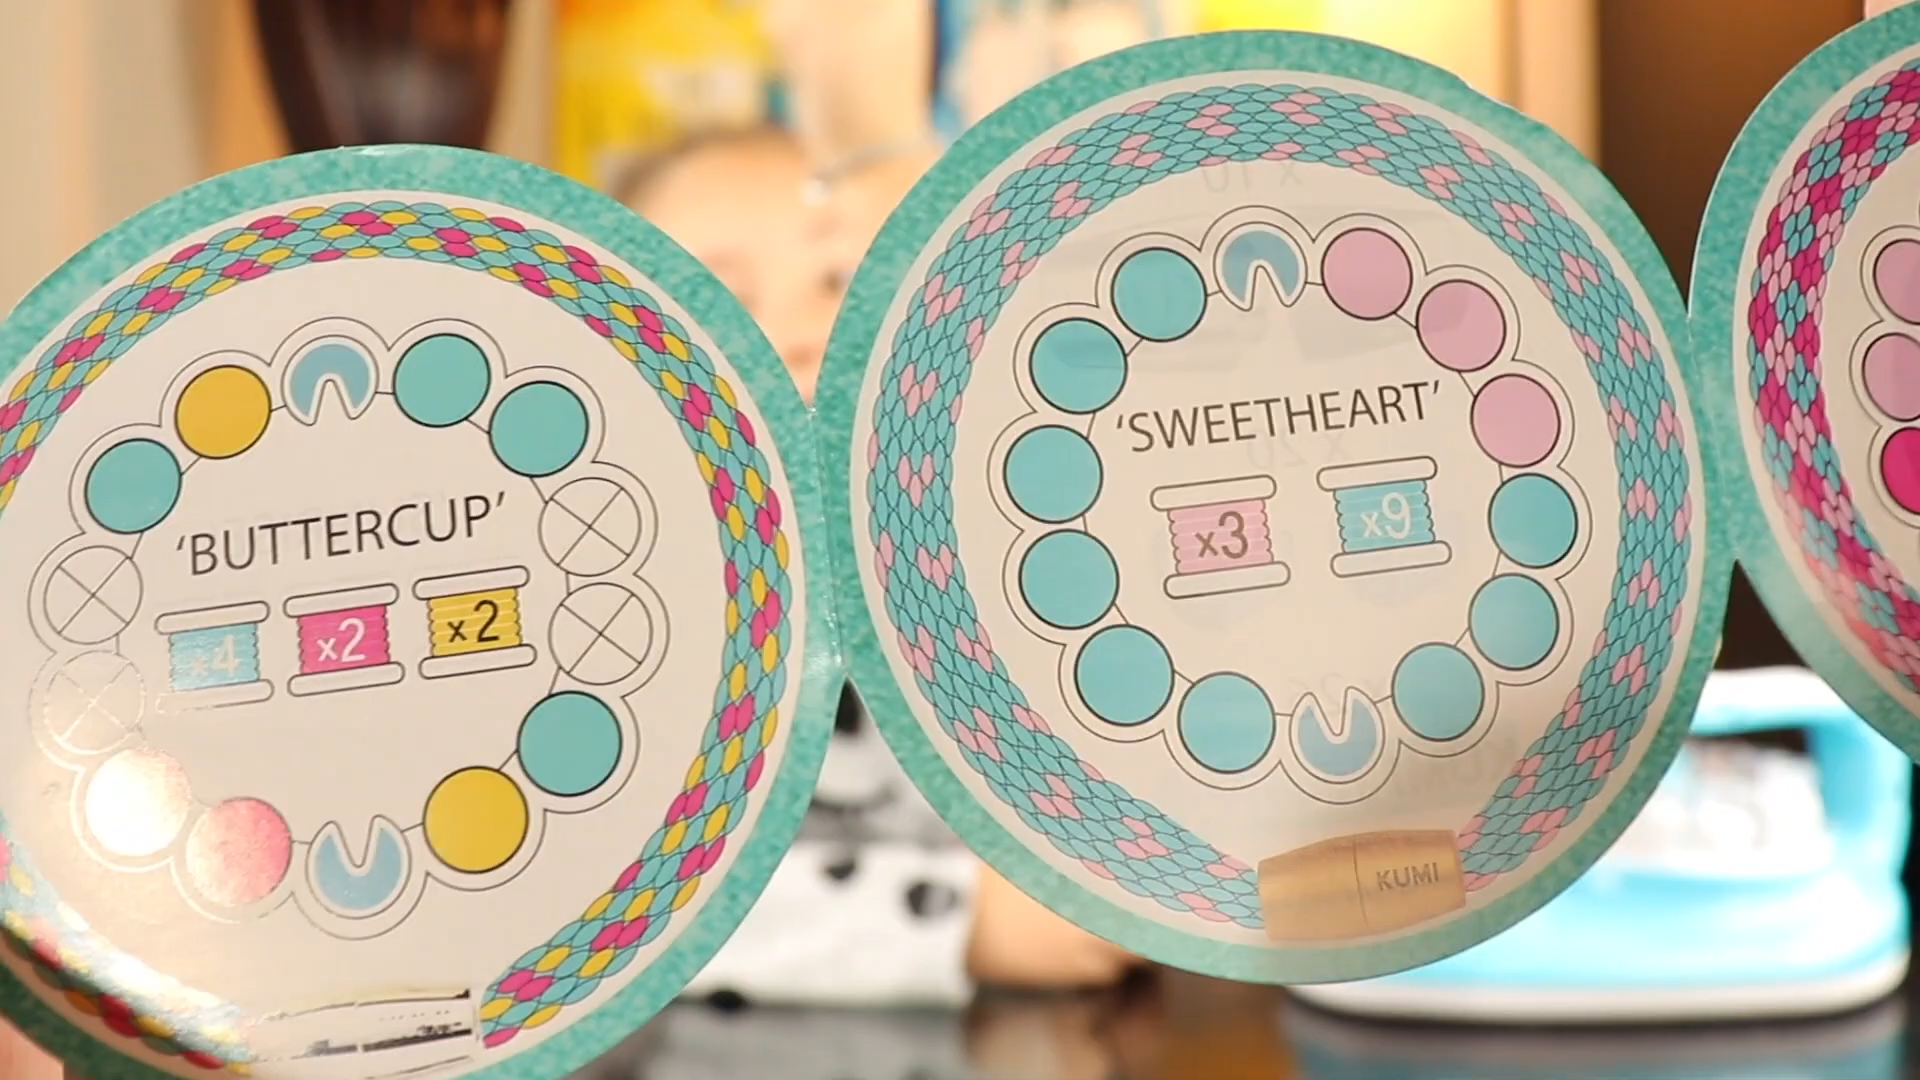 'BUTTERCUP'
x4 x2 x2
'SWEETHEART'
x3 x9
KUMI